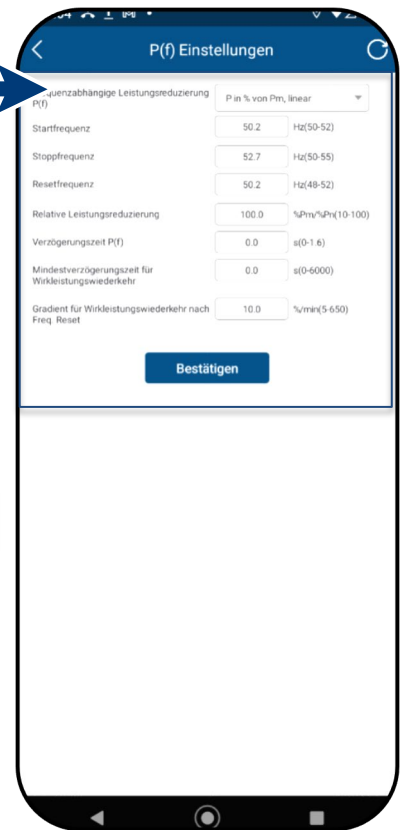 P(f) Einstellungen
quenzabhängige Leistungsreduzierung
P(f)
P in % von Pm, linear
Startfrequenz 50.2 Hz(50-52)
Stoppfrequenz 52.7 Hz(50-55)
Resetfrequenz 50.2 Hz(48-52)
Relative Leistungsreduzierung 100.0 %Pm/%Pn(10-100)
Verzögerungszeit P(f) 0.0 s(0-1.6)
Mindestverzögerungszeit für
Wirkleistungswiederkehr
0.0 s(0-6000)
Gradient für Wirkleistungswiederkehr nach
Freq. Reset
10.0 %/min(5-650)
Bestätigen